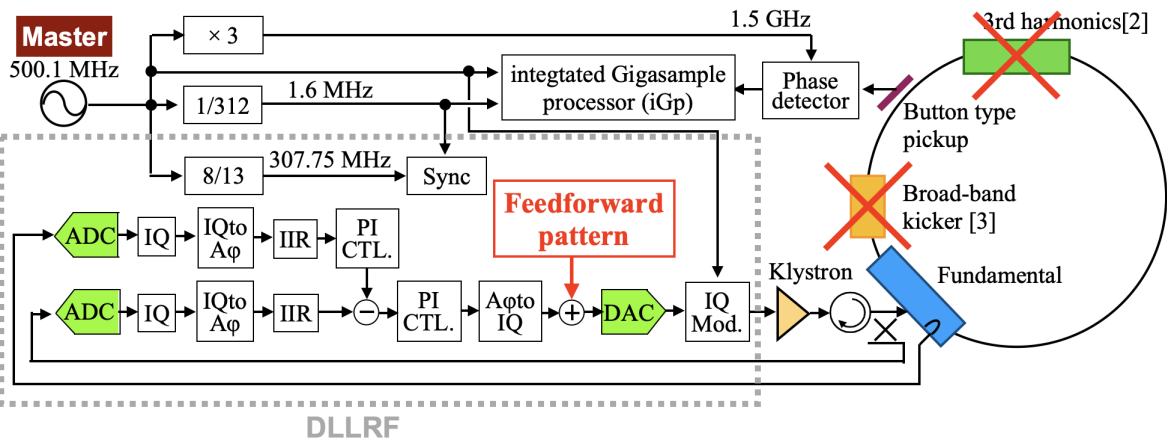 Master
500.1 MHz
× 3
1.5 GHz
3rd harmonics[2]
1/312
1.6 MHz
integtated Gigasample
processor (iGp)
Phase
detector
Button type
pickup
8/13
307.75 MHz
Sync
Feedforward
pattern
Broad-band
kicker [3]
ADC
IQ
IQto
Aφ
IIR
PI
CTL.
Klystron
Fundamental
ADC
IQ
IQto
Aφ
IIR
−
PI
CTL.
Aφto
IQ
+
DAC
IQ
Mod.
DLLRF